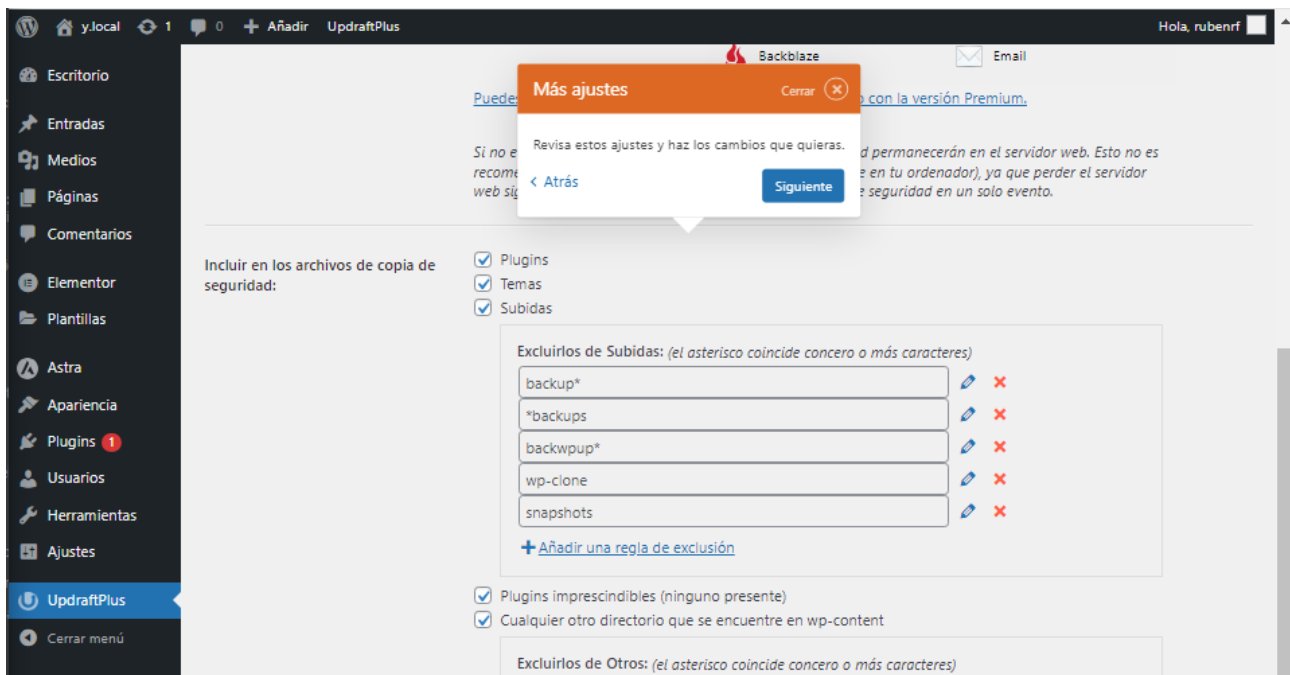 y.local 1 0 Añadir UpdraftPlus Hola, rubenrf
Escritorio
Entradas
Medios
Páginas
Comentarios
Elementor
Plantillas
Astra
Apariencia
Plugins 1
Usuarios
Herramientas
Ajustes
UpdraftPlus
Cerrar menú
Backblaze Email
Más ajustes Cerrar
Revisa estos ajustes y haz los cambios que quieras.
Atrás Siguiente
Puedes con la versión Premium.
Si no permanecerán en el servidor web. Esto no es
en tu ordenador), ya que perder el servidor
web seguridad en un solo evento.
Incluir en los archivos de copia de
seguridad:
Plugins
Temas
Subidas
Excluirlos de Subidas: (el asterisco coincide concero o más caracteres)
backup*
*backups
backwpup*
wp-clone
snapshots
Añadir una regla de exclusión
Plugins imprescindibles (ninguno presente)
Cualquier otro directorio que se encuentre en wp-content
Excluirlos de Otros: (el asterisco coincide concero o más caracteres)